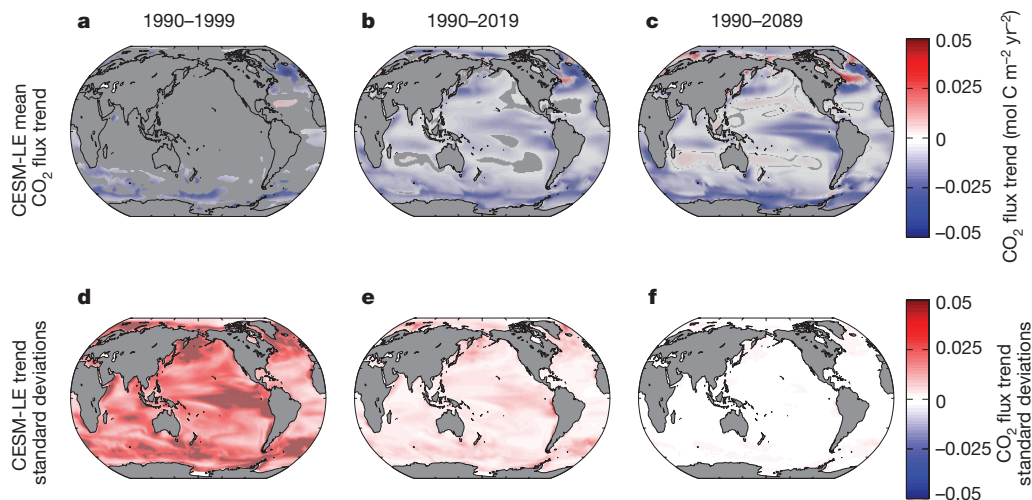 1990–1999
1990–2019
1990–2089
a
b
c
CESM-LE mean
CO2 flux trend
0.05
0.025
0
–0.025
–0.05
CO2 flux trend (mol C m–2 yr–2)
d
e
f
CESM-LE trend
standard deviations
0.05
0.025
0
–0.025
–0.05
CO2 flux trend
standard deviations